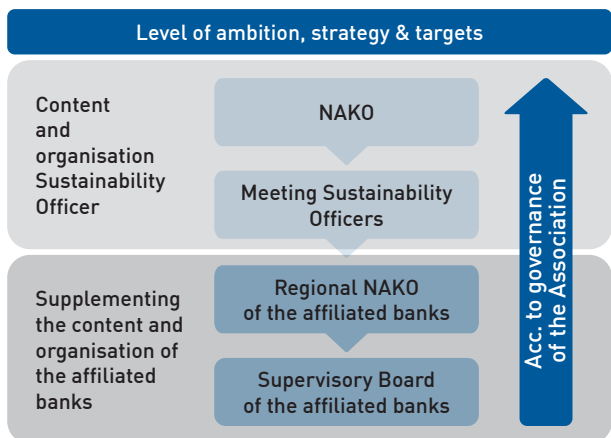 Level of ambition, strategy & targets
Content
and
organisation
Sustainability
Officer
NAKO
Meeting Sustainability
Officers
Supplementing
the content and
organisation of
the affiliated
banks
Regional NAKO
of the affiliated banks
Supervisory Board
of the affiliated banks
Acc. to governance
of the Association